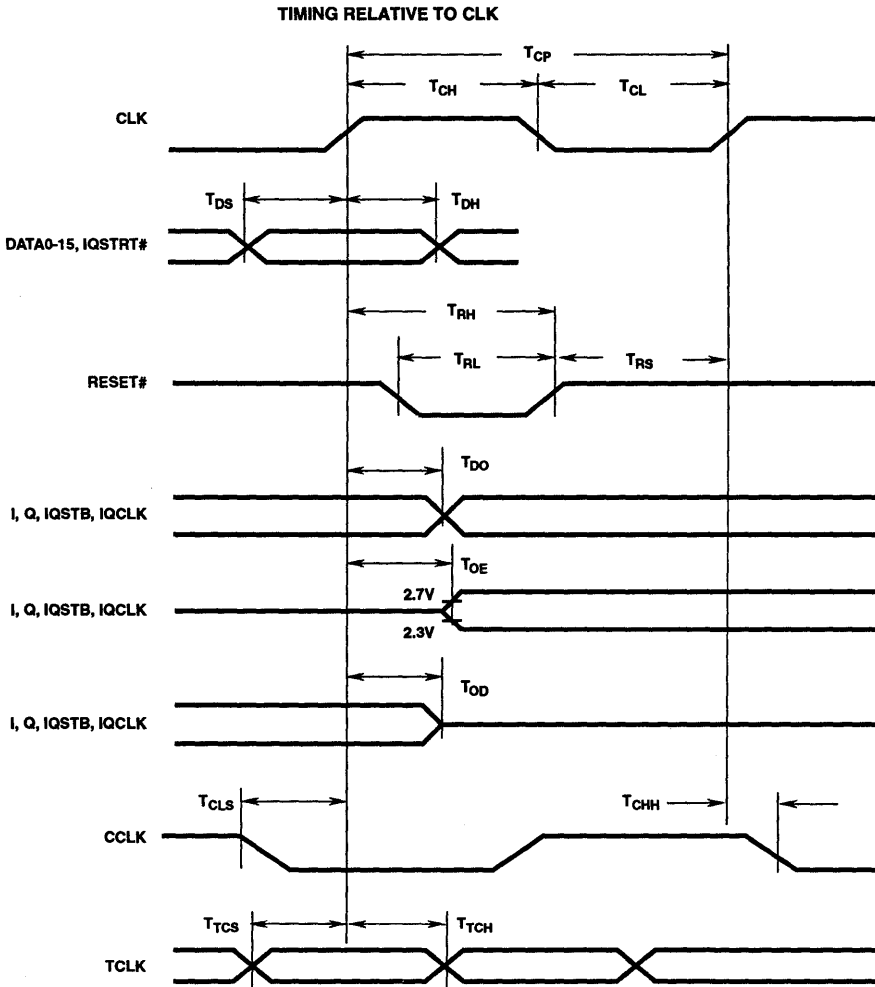 TIMING RELATIVE TO CLK
TCP
TCH
TCL
CLK
TDS
TDH
DATA0-15, IQSTRT#
TRH
TRL
TRS
RESET#
TDO
I, Q, IQSTB, IQCLK
TOE
2.7V
I, Q, IQSTB, IQCLK
2.3V
TOD
I, Q, IQSTB, IQCLK
TCLS
TCHH
CCLK
TTCS
TTCH
TCLK